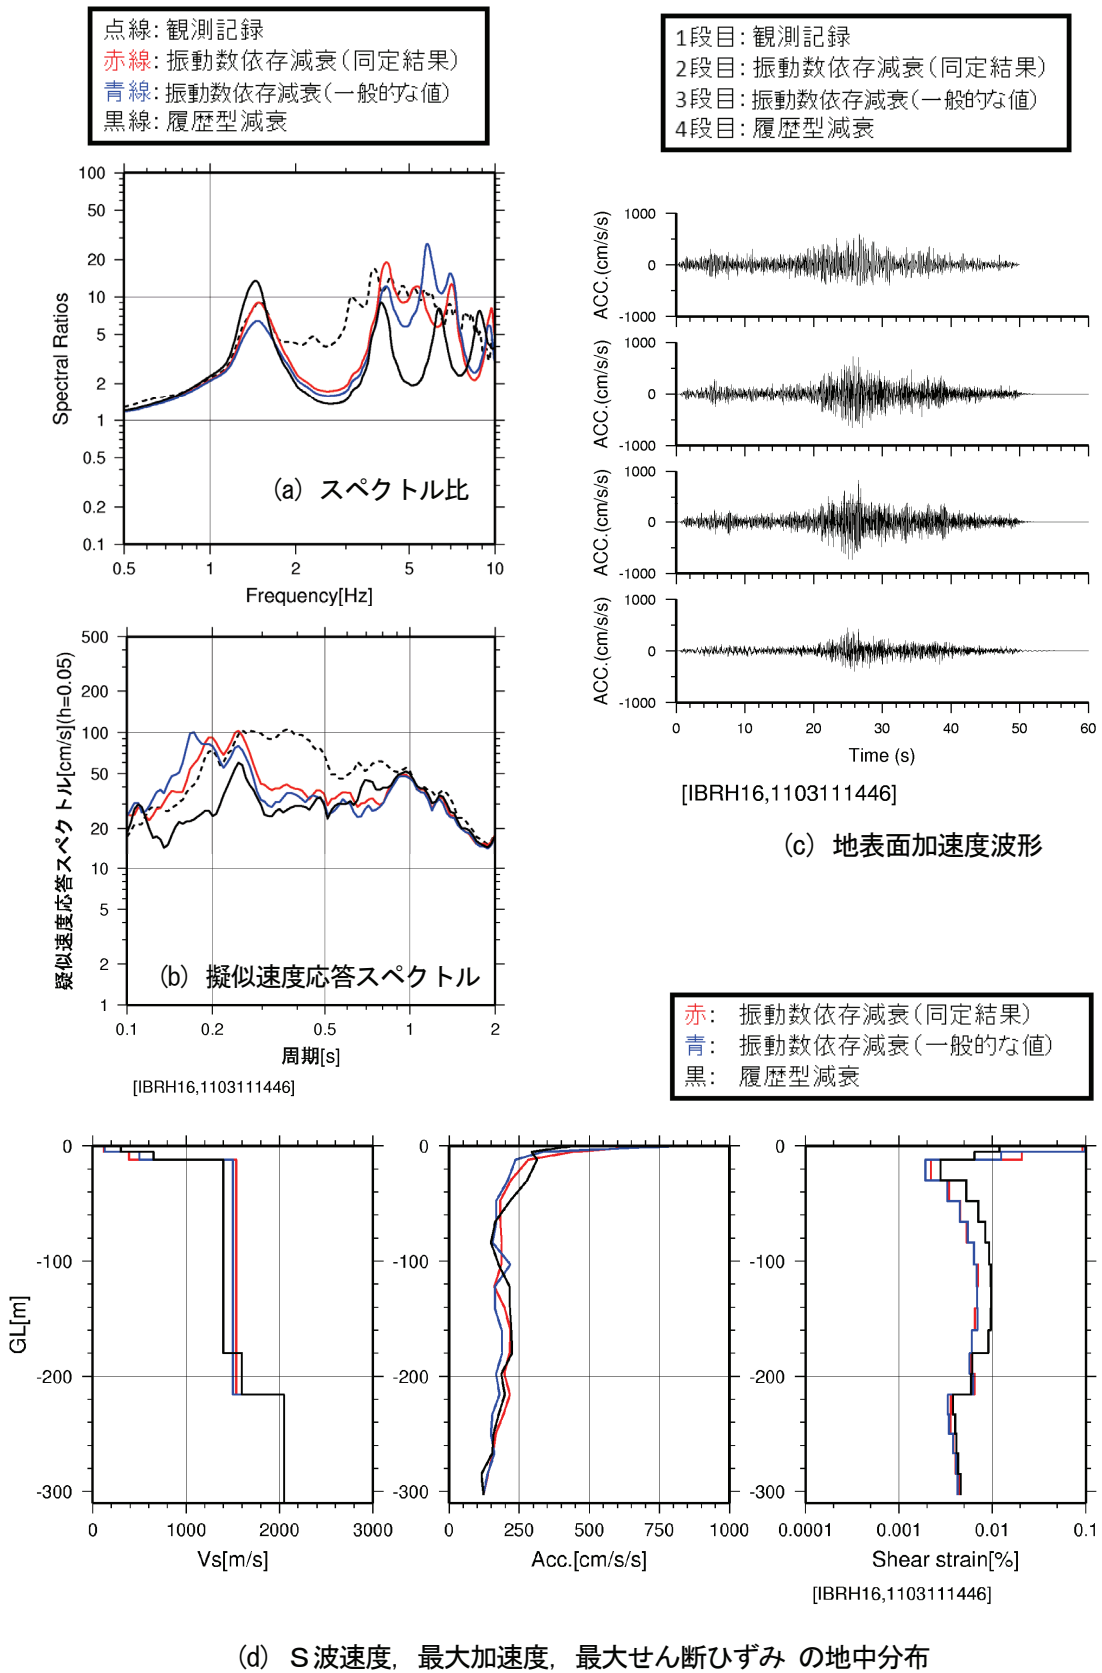 点線: 観測記録
赤線: 振動数依存減衰(同定結果)
青線: 振動数依存減衰(一般的な値)
黒線: 履歴型減衰
1段目: 観測記録
2段目: 振動数依存減衰(同定結果)
3段目: 振動数依存減衰(一般的な値)
4段目: 履歴型減衰
100
50
20
10
5
2
1
0.5
0.2
0.1
Spectral Ratios
0.5 1 2 5 10
Frequency[Hz]
(a) スペクトル比
500
200
100
50
20
10
5
2
1
疑似速度応答スペクトル[cm/s](h=0.05)
(b) 擬似速度応答スペクトル
0.1 0.2 0.5 1 2
周期[s]
[IBRH16,1103111446]
1000
0
-1000
ACC.(cm/s/s)
1000
0
-1000
ACC.(cm/s/s)
1000
0
-1000
ACC.(cm/s/s)
1000
0
-1000
ACC.(cm/s/s)
0 10 20 30 40 50 60
Time (s)
[IBRH16,1103111446]
(c) 地表面加速度波形
赤: 振動数依存減衰(同定結果)
青: 振動数依存減衰(一般的な値)
黒: 履歴型減衰
0
-100
-200
-300
GL[m]
0 1000 2000 3000
Vs[m/s]
0
-100
-200
-300
0 250 500 750 1000
Acc.[cm/s/s]
0
-100
-200
-300
0.0001 0.001 0.01 0.1
Shear strain[%]
[IBRH16,1103111446]
(d) S波速度, 最大加速度, 最大せん断ひずみ の地中分布